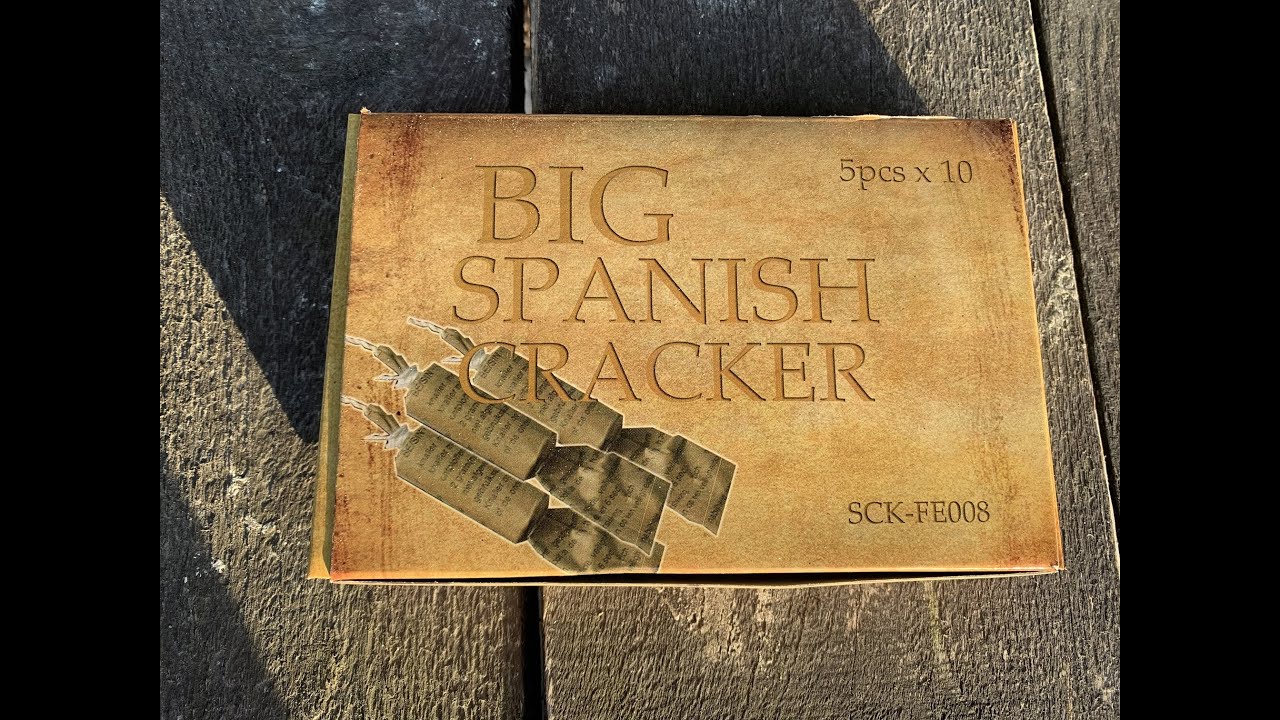 BIG
5pcs x 10
SPANISH
CRACKER
SCK-FE008